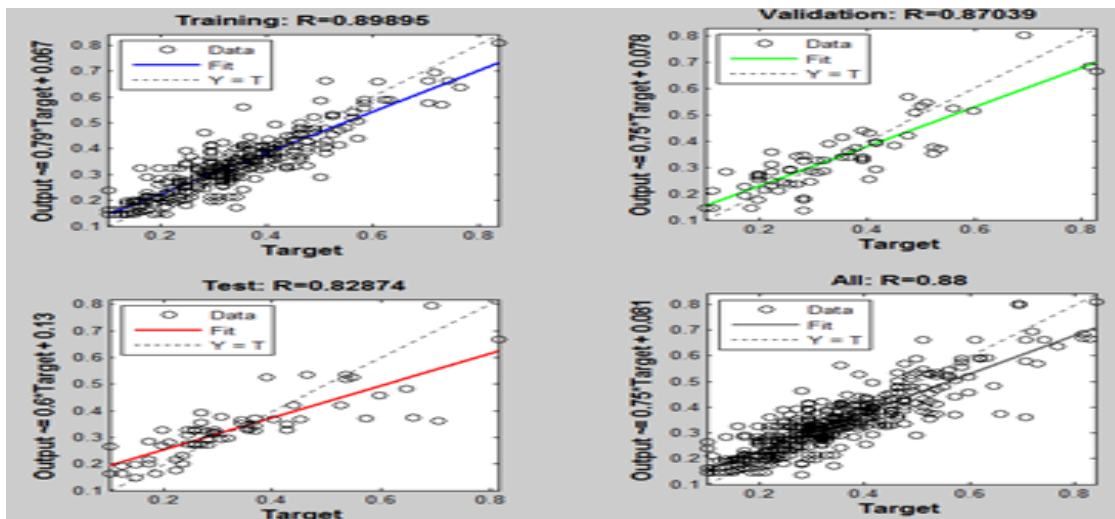 Training: R=0.89895
Output ~= 0.79*Target + 0.067
0.8
0.7
0.6
0.5
0.4
0.3
0.2
0.1
Data
Fit
Y = T
0.2
0.4
0.6
0.8
Target
Validation: R=0.87039
Output ~= 0.75*Target + 0.078
0.8
0.7
0.6
0.5
0.4
0.3
0.2
0.1
Data
Fit
Y = T
0.2
0.4
0.6
0.8
Target
Test: R=0.82874
Output ~= 0.6*Target + 0.13
0.8
0.7
0.6
0.5
0.4
0.3
0.2
0.1
Data
Fit
Y = T
0.2
0.4
0.6
0.8
Target
All: R=0.88
Output ~= 0.75*Target + 0.081
0.8
0.7
0.6
0.5
0.4
0.3
0.2
0.1
Data
Fit
Y = T
0.2
0.4
0.6
0.8
Target